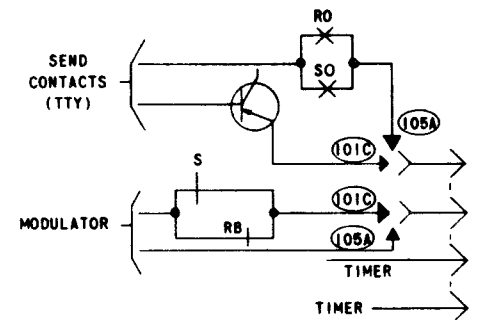 RO
SEND
CONTACTS
(TTY)
SO
105A
101C
S
101C
MODULATOR
RB
105A
TIMER
TIMER